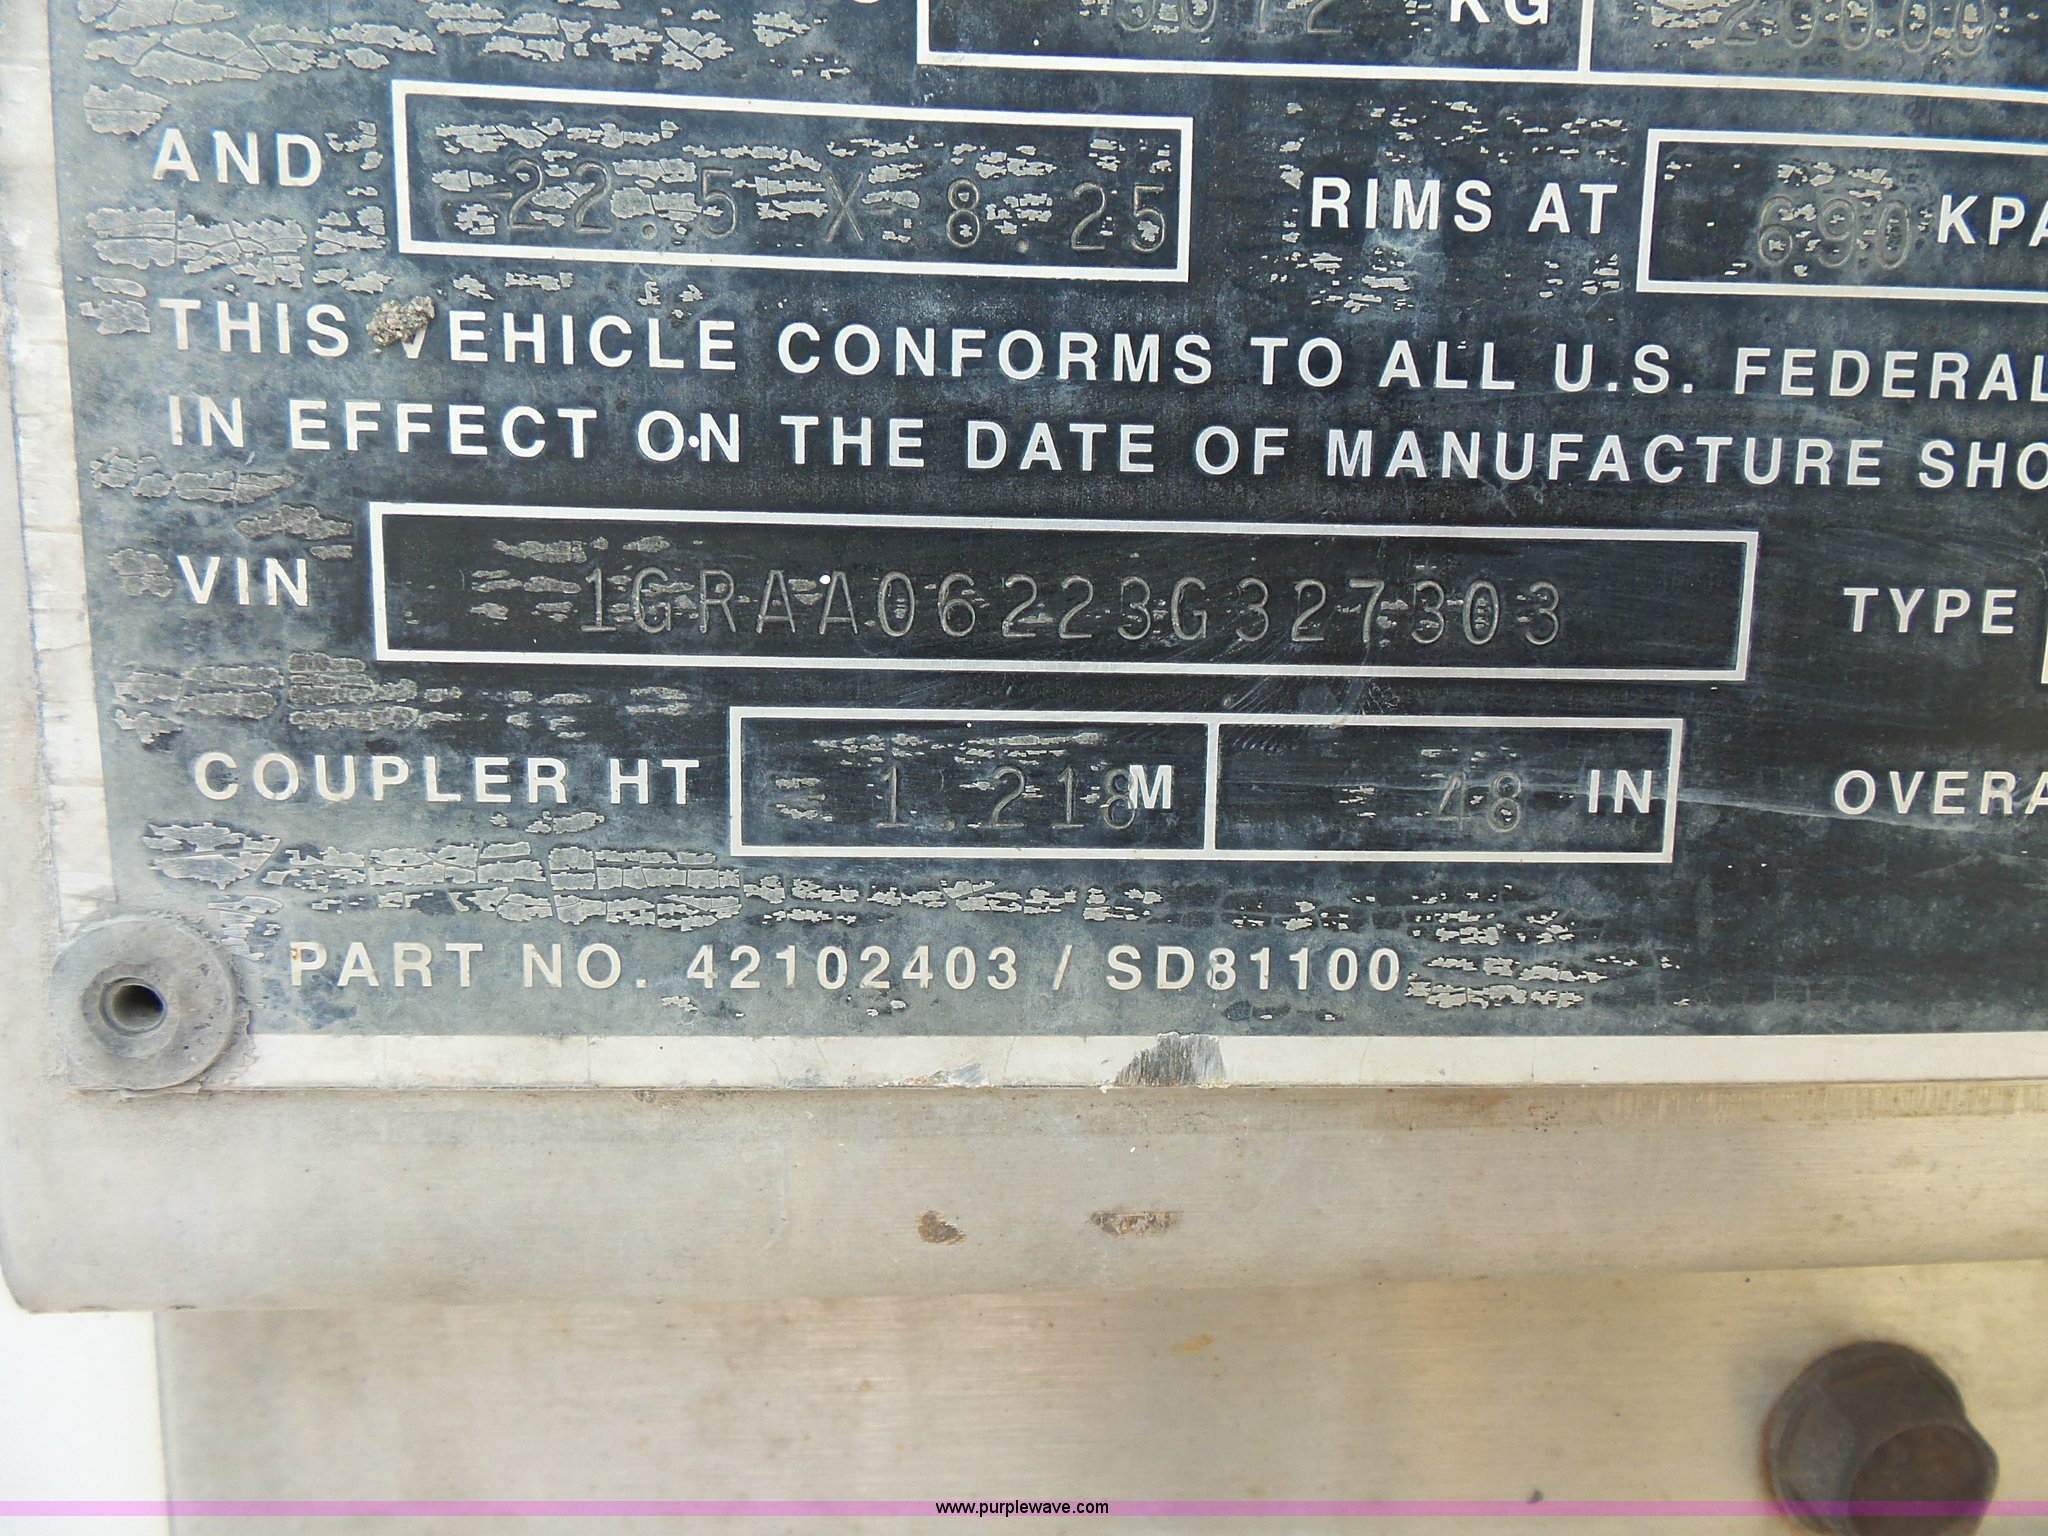 KG 20000
AND 22.5 X 8.25 RIMS AT 690 KPA
THIS VEHICLE CONFORMS TO ALL U.S. FEDERAL
IN EFFECT ON THE DATE OF MANUFACTURE SHO
VIN 1GRAA06223G327303 TYPE
COUPLER HT 1.218 M 48 IN OVERA
PART NO. 42102403 / SD81100
www.purplewave.com